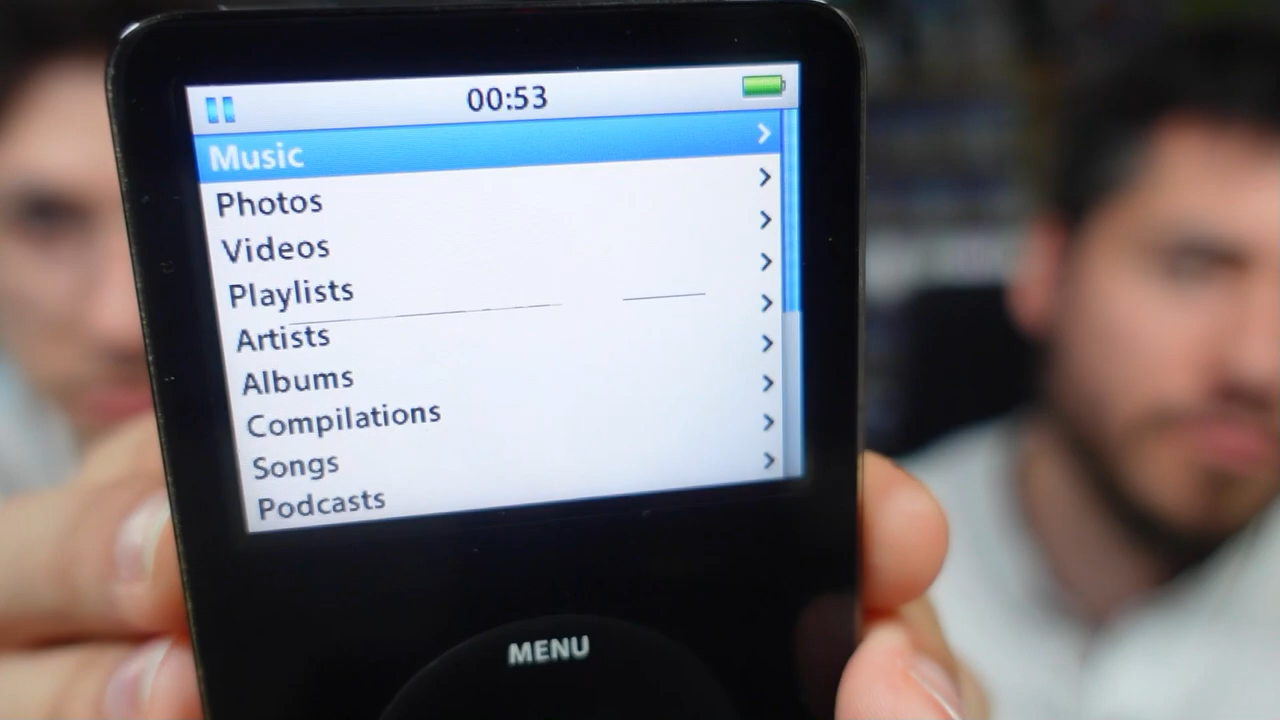 00:53
Music
Photos
Videos
Playlists
Artists
Albums
Compilations
Songs
Podcasts
MENU